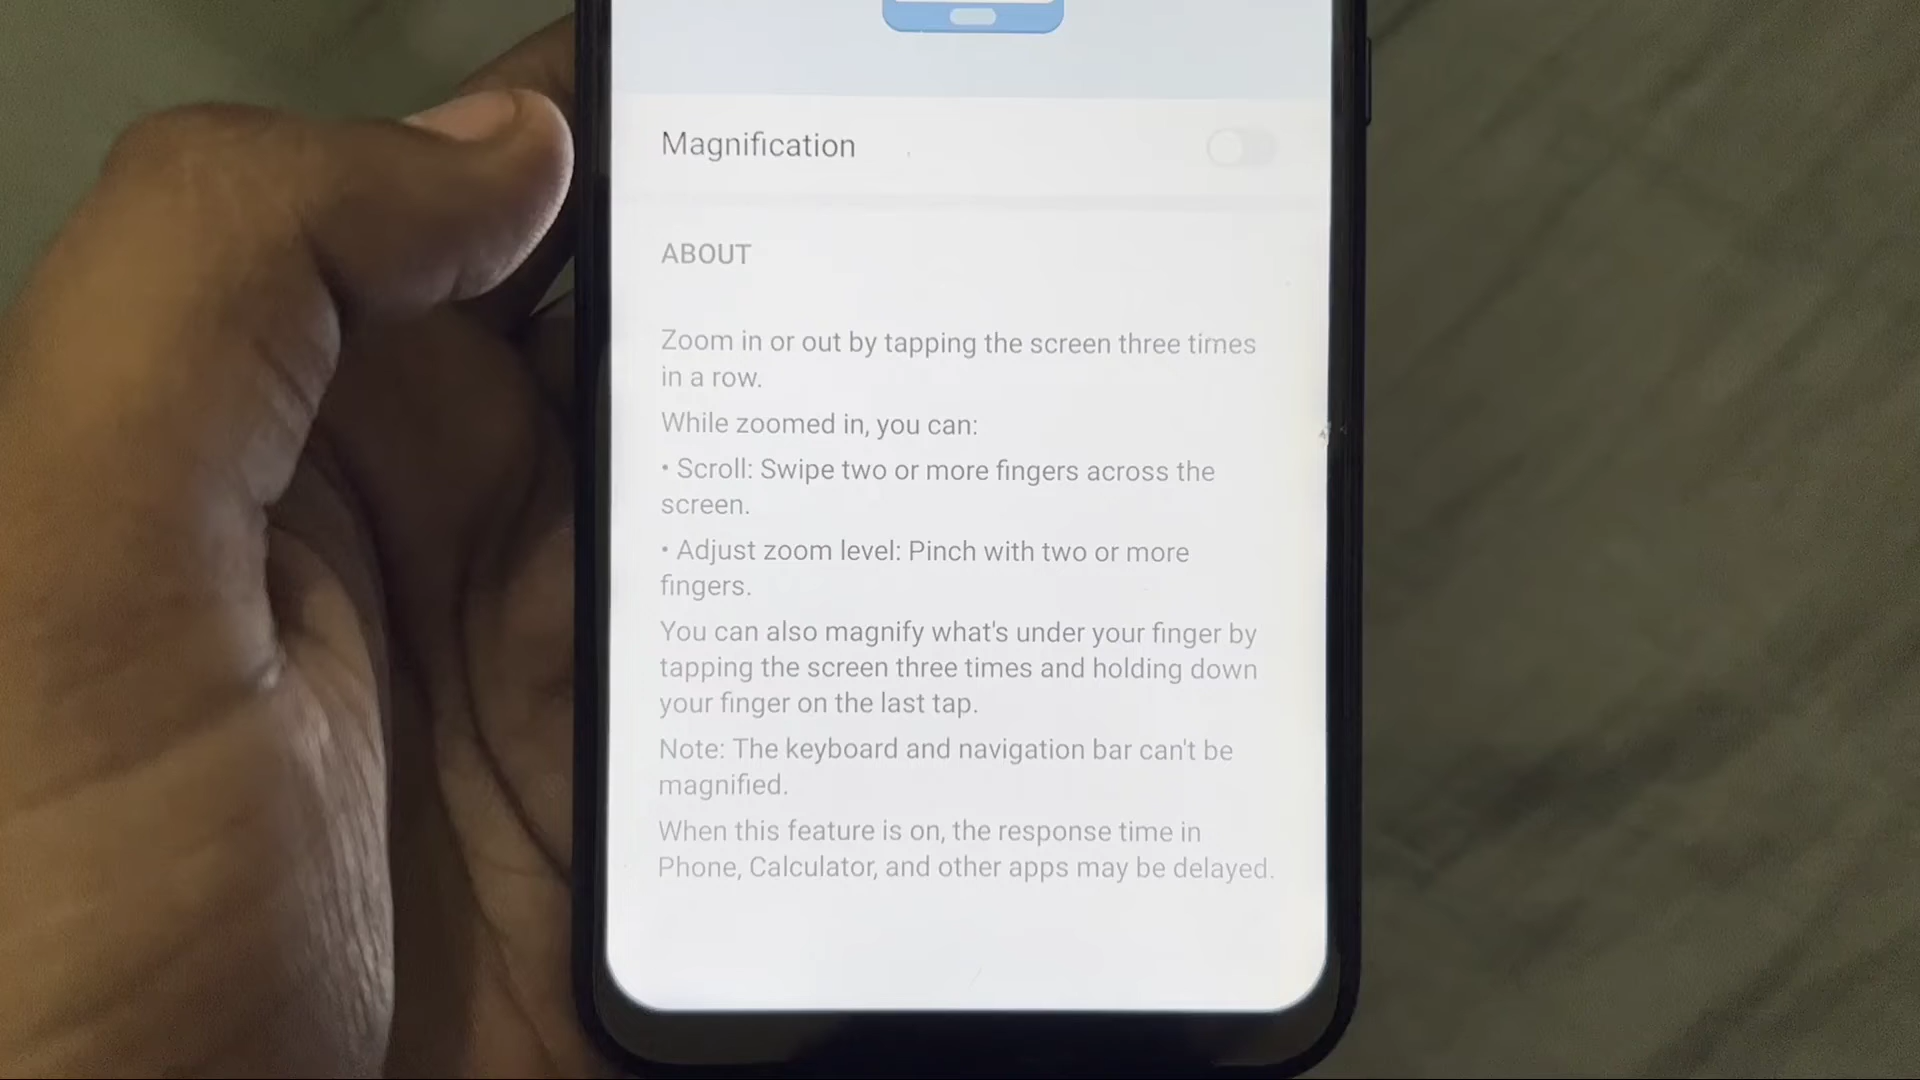 Magnification
ABOUT
Zoom in or out by tapping the screen three times
in a row.
While zoomed in, you can:
• Scroll: Swipe two or more fingers across the
screen.
• Adjust zoom level: Pinch with two or more
fingers.
You can also magnify what's under your finger by
tapping the screen three times and holding down
your finger on the last tap.
Note: The keyboard and navigation bar can't be
magnified.
When this feature is on, the response time in
Phone, Calculator, and other apps may be delayed.